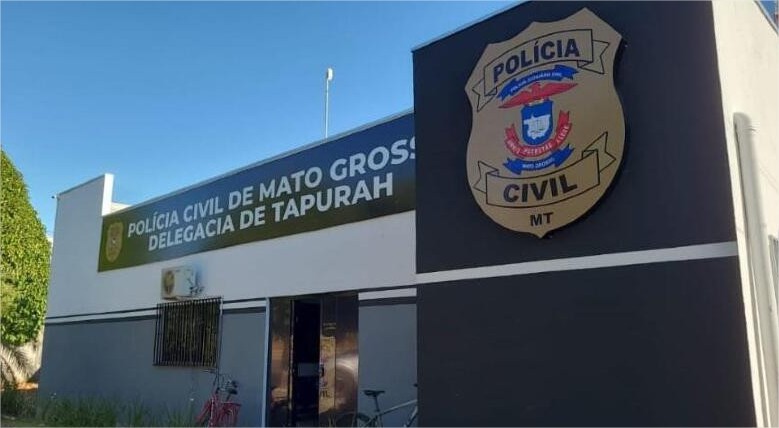 POLÍCIA CIVIL DE MATO GROSS
DELEGACIA DE TAPURAH
POLÍCIA
CIVIL
MT